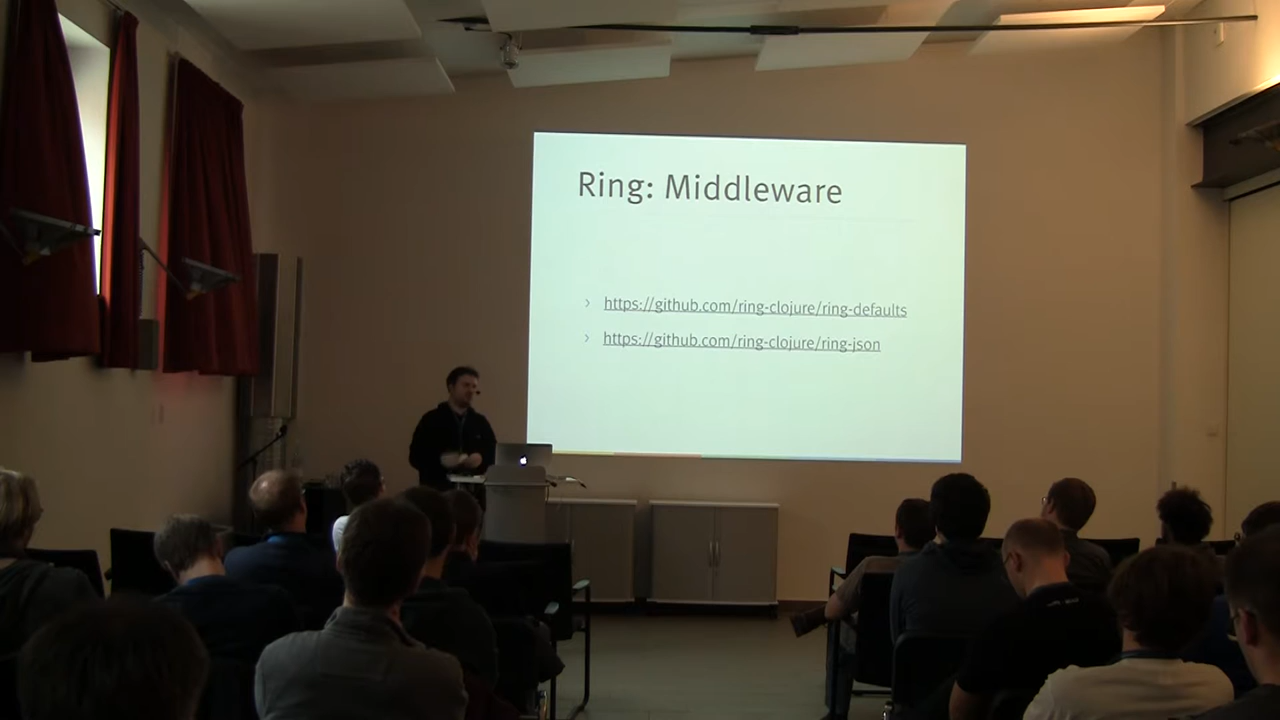 Ring: Middleware
› https://github.com/ring-clojure/ring-defaults
› https://github.com/ring-clojure/ring-json